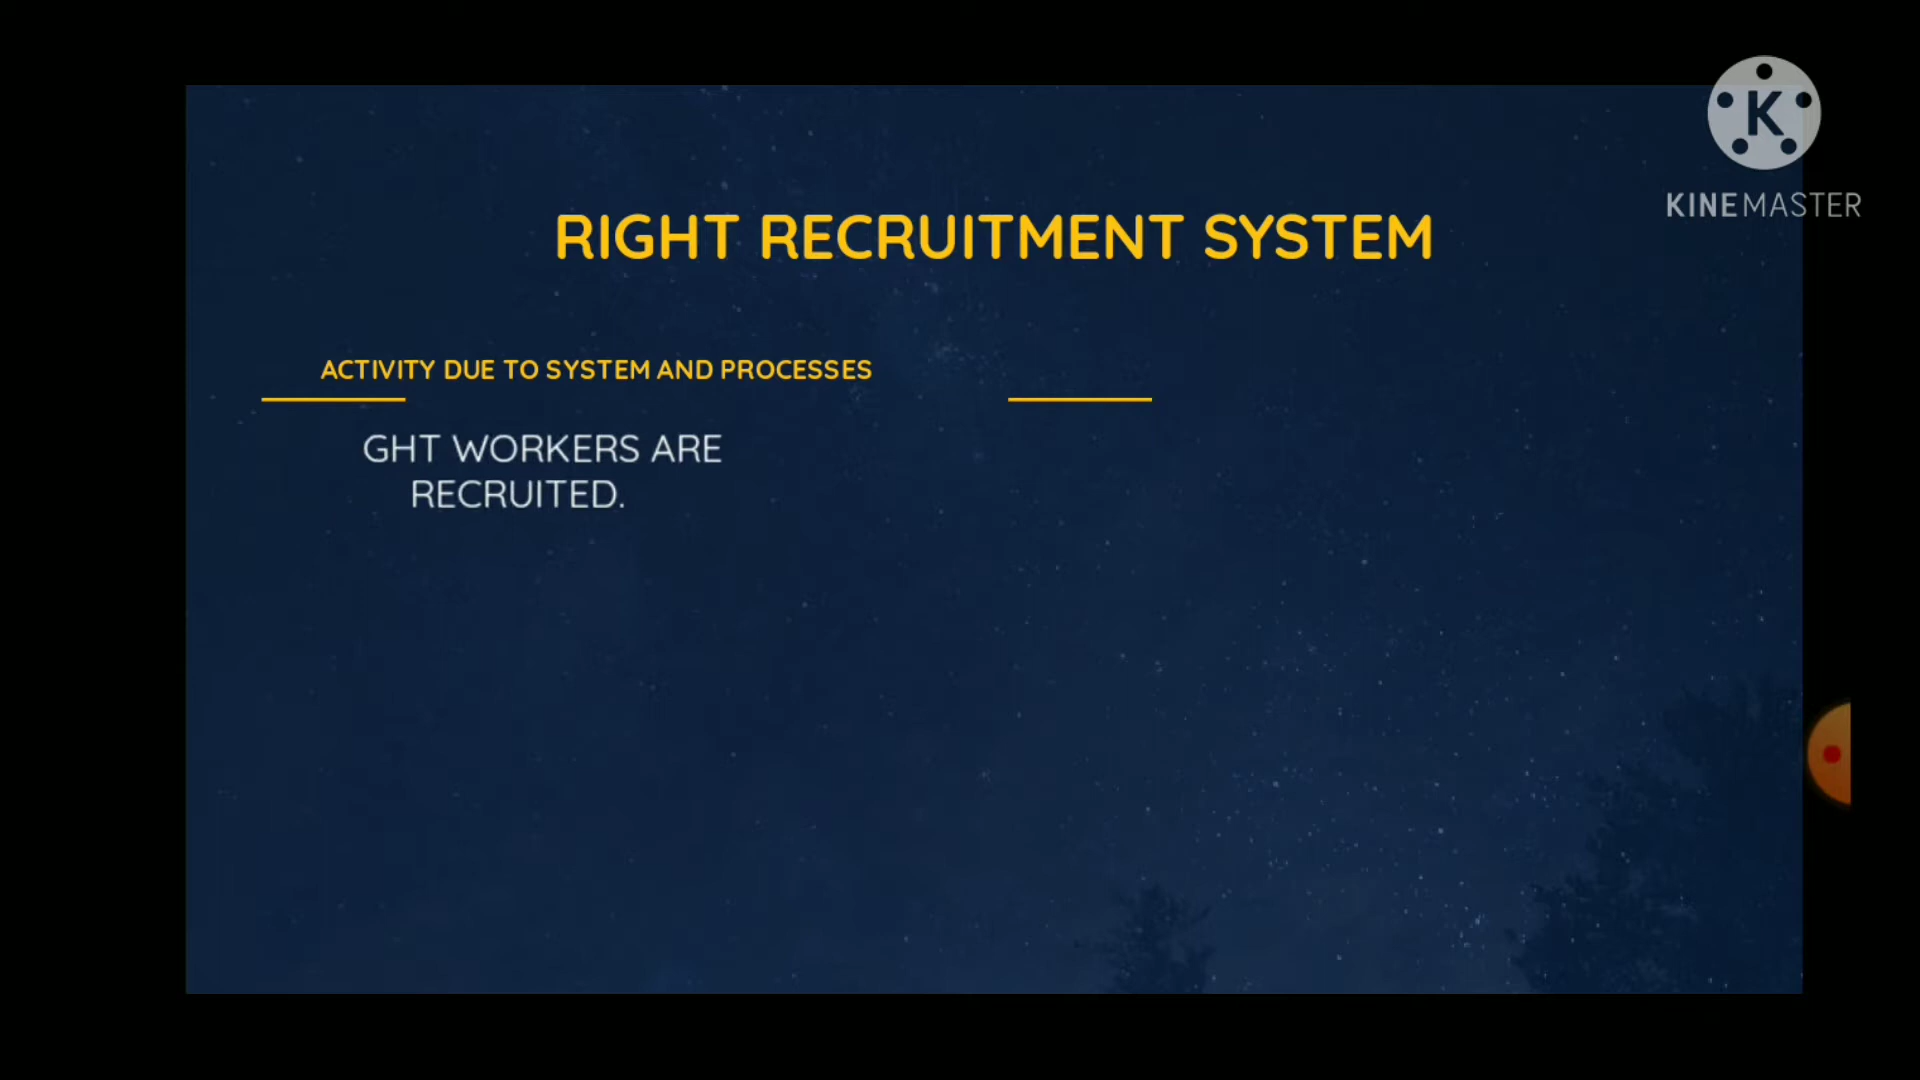 RIGHT RECRUITMENT SYSTEM
ACTIVITY DUE TO SYSTEM AND PROCESSES
GHT WORKERS ARE
RECRUITED.
K
KINEMASTER